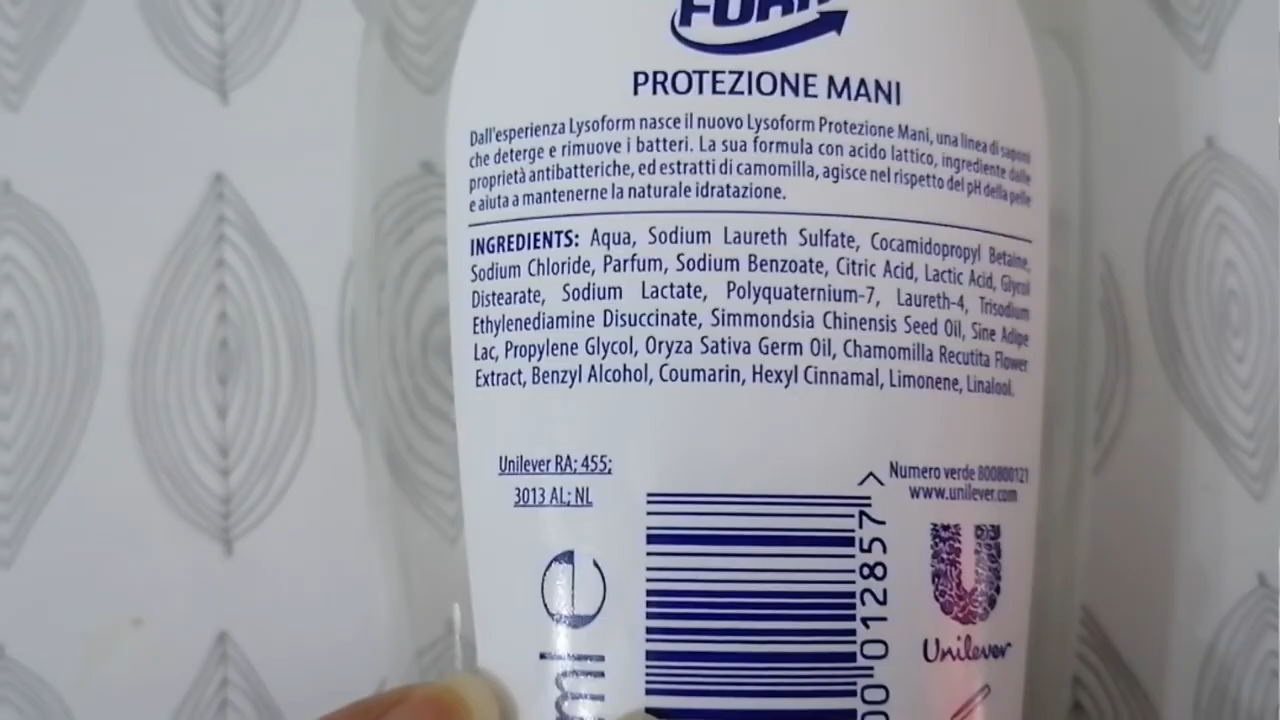 FORM
PROTEZIONE MANI
Dall'esperienza Lysoform nasce il nuovo Lysoform Protezione Mani, una linea di saponi
che deterge e rimuove i batteri. La sua formula con acido lattico, ingrediente dalle
proprietà antibatteriche, ed estratti di camomilla, agisce nel rispetto del pH della pelle
e aiuta a mantenerne la naturale idratazione.
INGREDIENTS: Aqua, Sodium Laureth Sulfate, Cocamidopropyl Betaine,
Sodium Chloride, Parfum, Sodium Benzoate, Citric Acid, Lactic Acid, Glycol
Distearate, Sodium Lactate, Polyquaternium-7, Laureth-4, Trisodium
Ethylenediamine Disuccinate, Simmondsia Chinensis Seed Oil, Sine Adipe
Lac, Propylene Glycol, Oryza Sativa Germ Oil, Chamomilla Recutita Flower
Extract, Benzyl Alcohol, Coumarin, Hexyl Cinnamal, Limonene, Linalool.
Unilever RA; 455;
3013 AL; NL
Numero verde 800800121
www.unilever.com
Unilever
ml e
00 012857 >